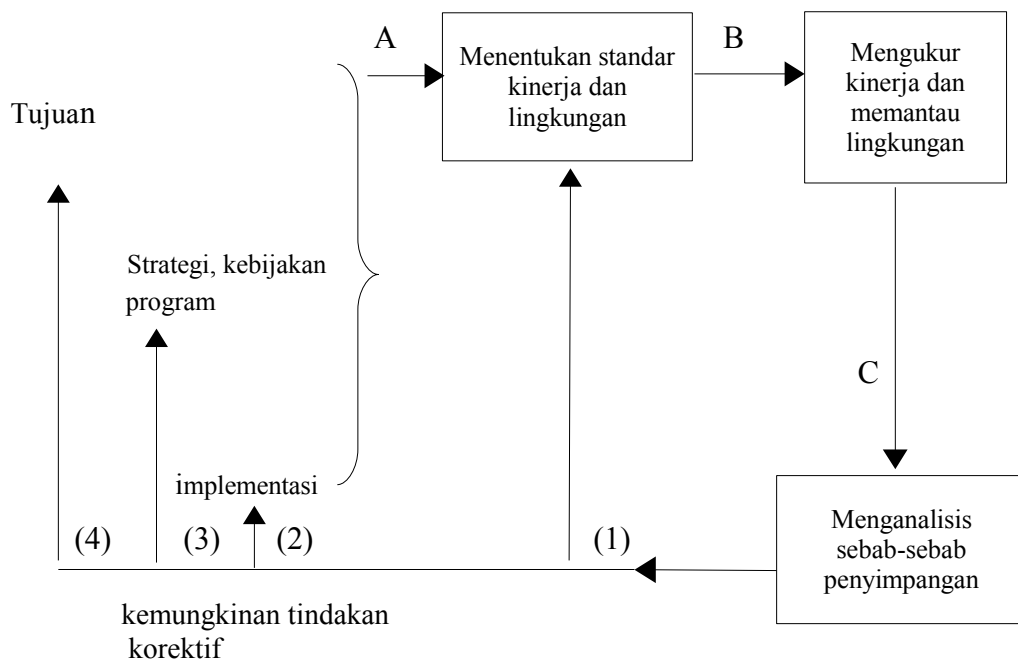 A
Menentukan standar
kinerja dan
lingkungan
B
Mengukur
kinerja dan
memantau
lingkungan
Tujuan
Strategi, kebijakan
program
C
implementasi
(4)
(3)
(2)
(1)
Menganalisis
sebab-sebab
penyimpangan
kemungkinan tindakan
korektif